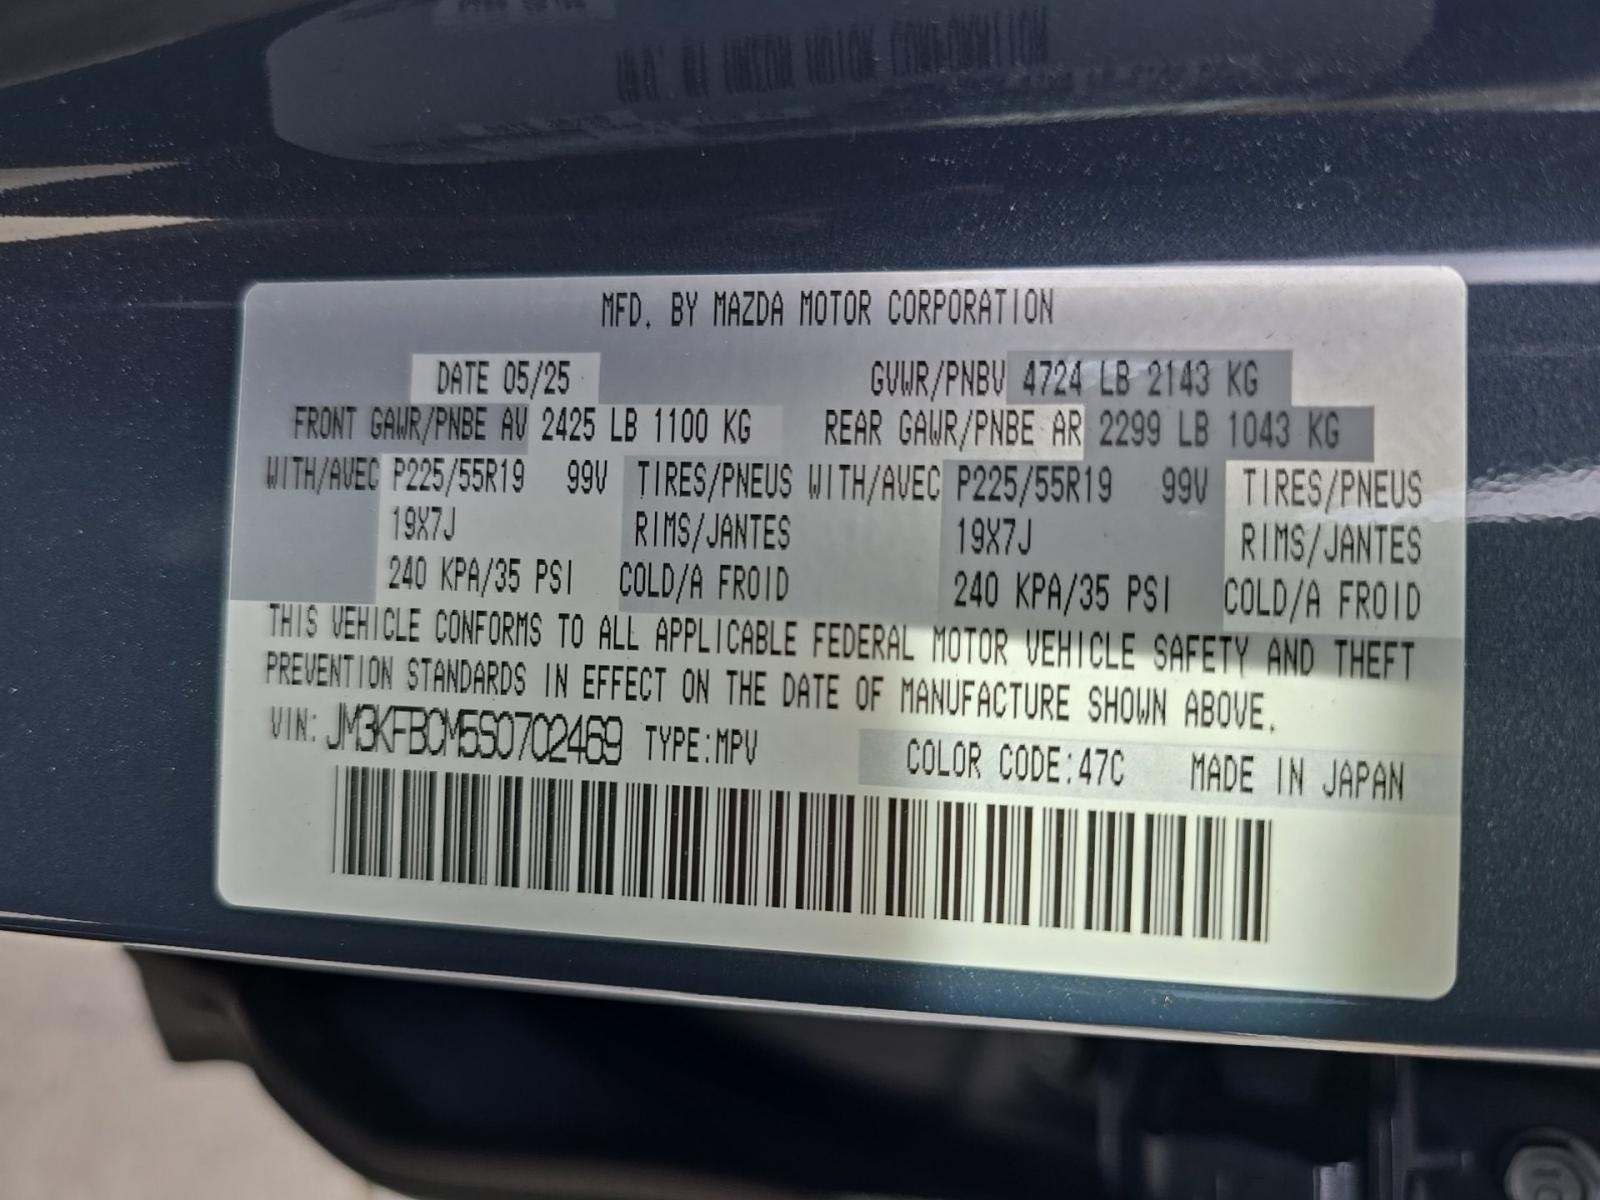 MFD. BY MAZDA MOTOR CORPORATION
DATE 05/25 GVWR/PNBV 4724 LB 2143 KG
FRONT GAWR/PNBE AV 2425 LB 1100 KG REAR GAWR/PNBE AR 2299 LB 1043 KG
WITH/AVEC P225/55R19 99V TIRES/PNEUS WITH/AVEC P225/55R19 99V TIRES/PNEUS
19X7J RIMS/JANTES 19X7J RIMS/JANTES
240 KPA/35 PSI COLD/A FROID 240 KPA/35 PSI COLD/A FROID
THIS VEHICLE CONFORMS TO ALL APPLICABLE FEDERAL MOTOR VEHICLE SAFETY AND THEFT
PREVENTION STANDARDS IN EFFECT ON THE DATE OF MANUFACTURE SHOWN ABOVE.
VIN: JM3KFBCM5S0702469 TYPE:MPV COLOR CODE:47C MADE IN JAPAN